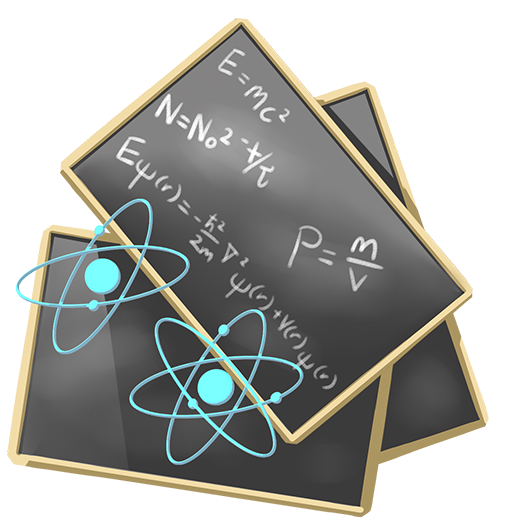 E=mc²
N=N₀2^(-t/τ)
Eψ(r)=-ħ²/2m ∇²ψ(r)+V(r)ψ(r)
P=m/V